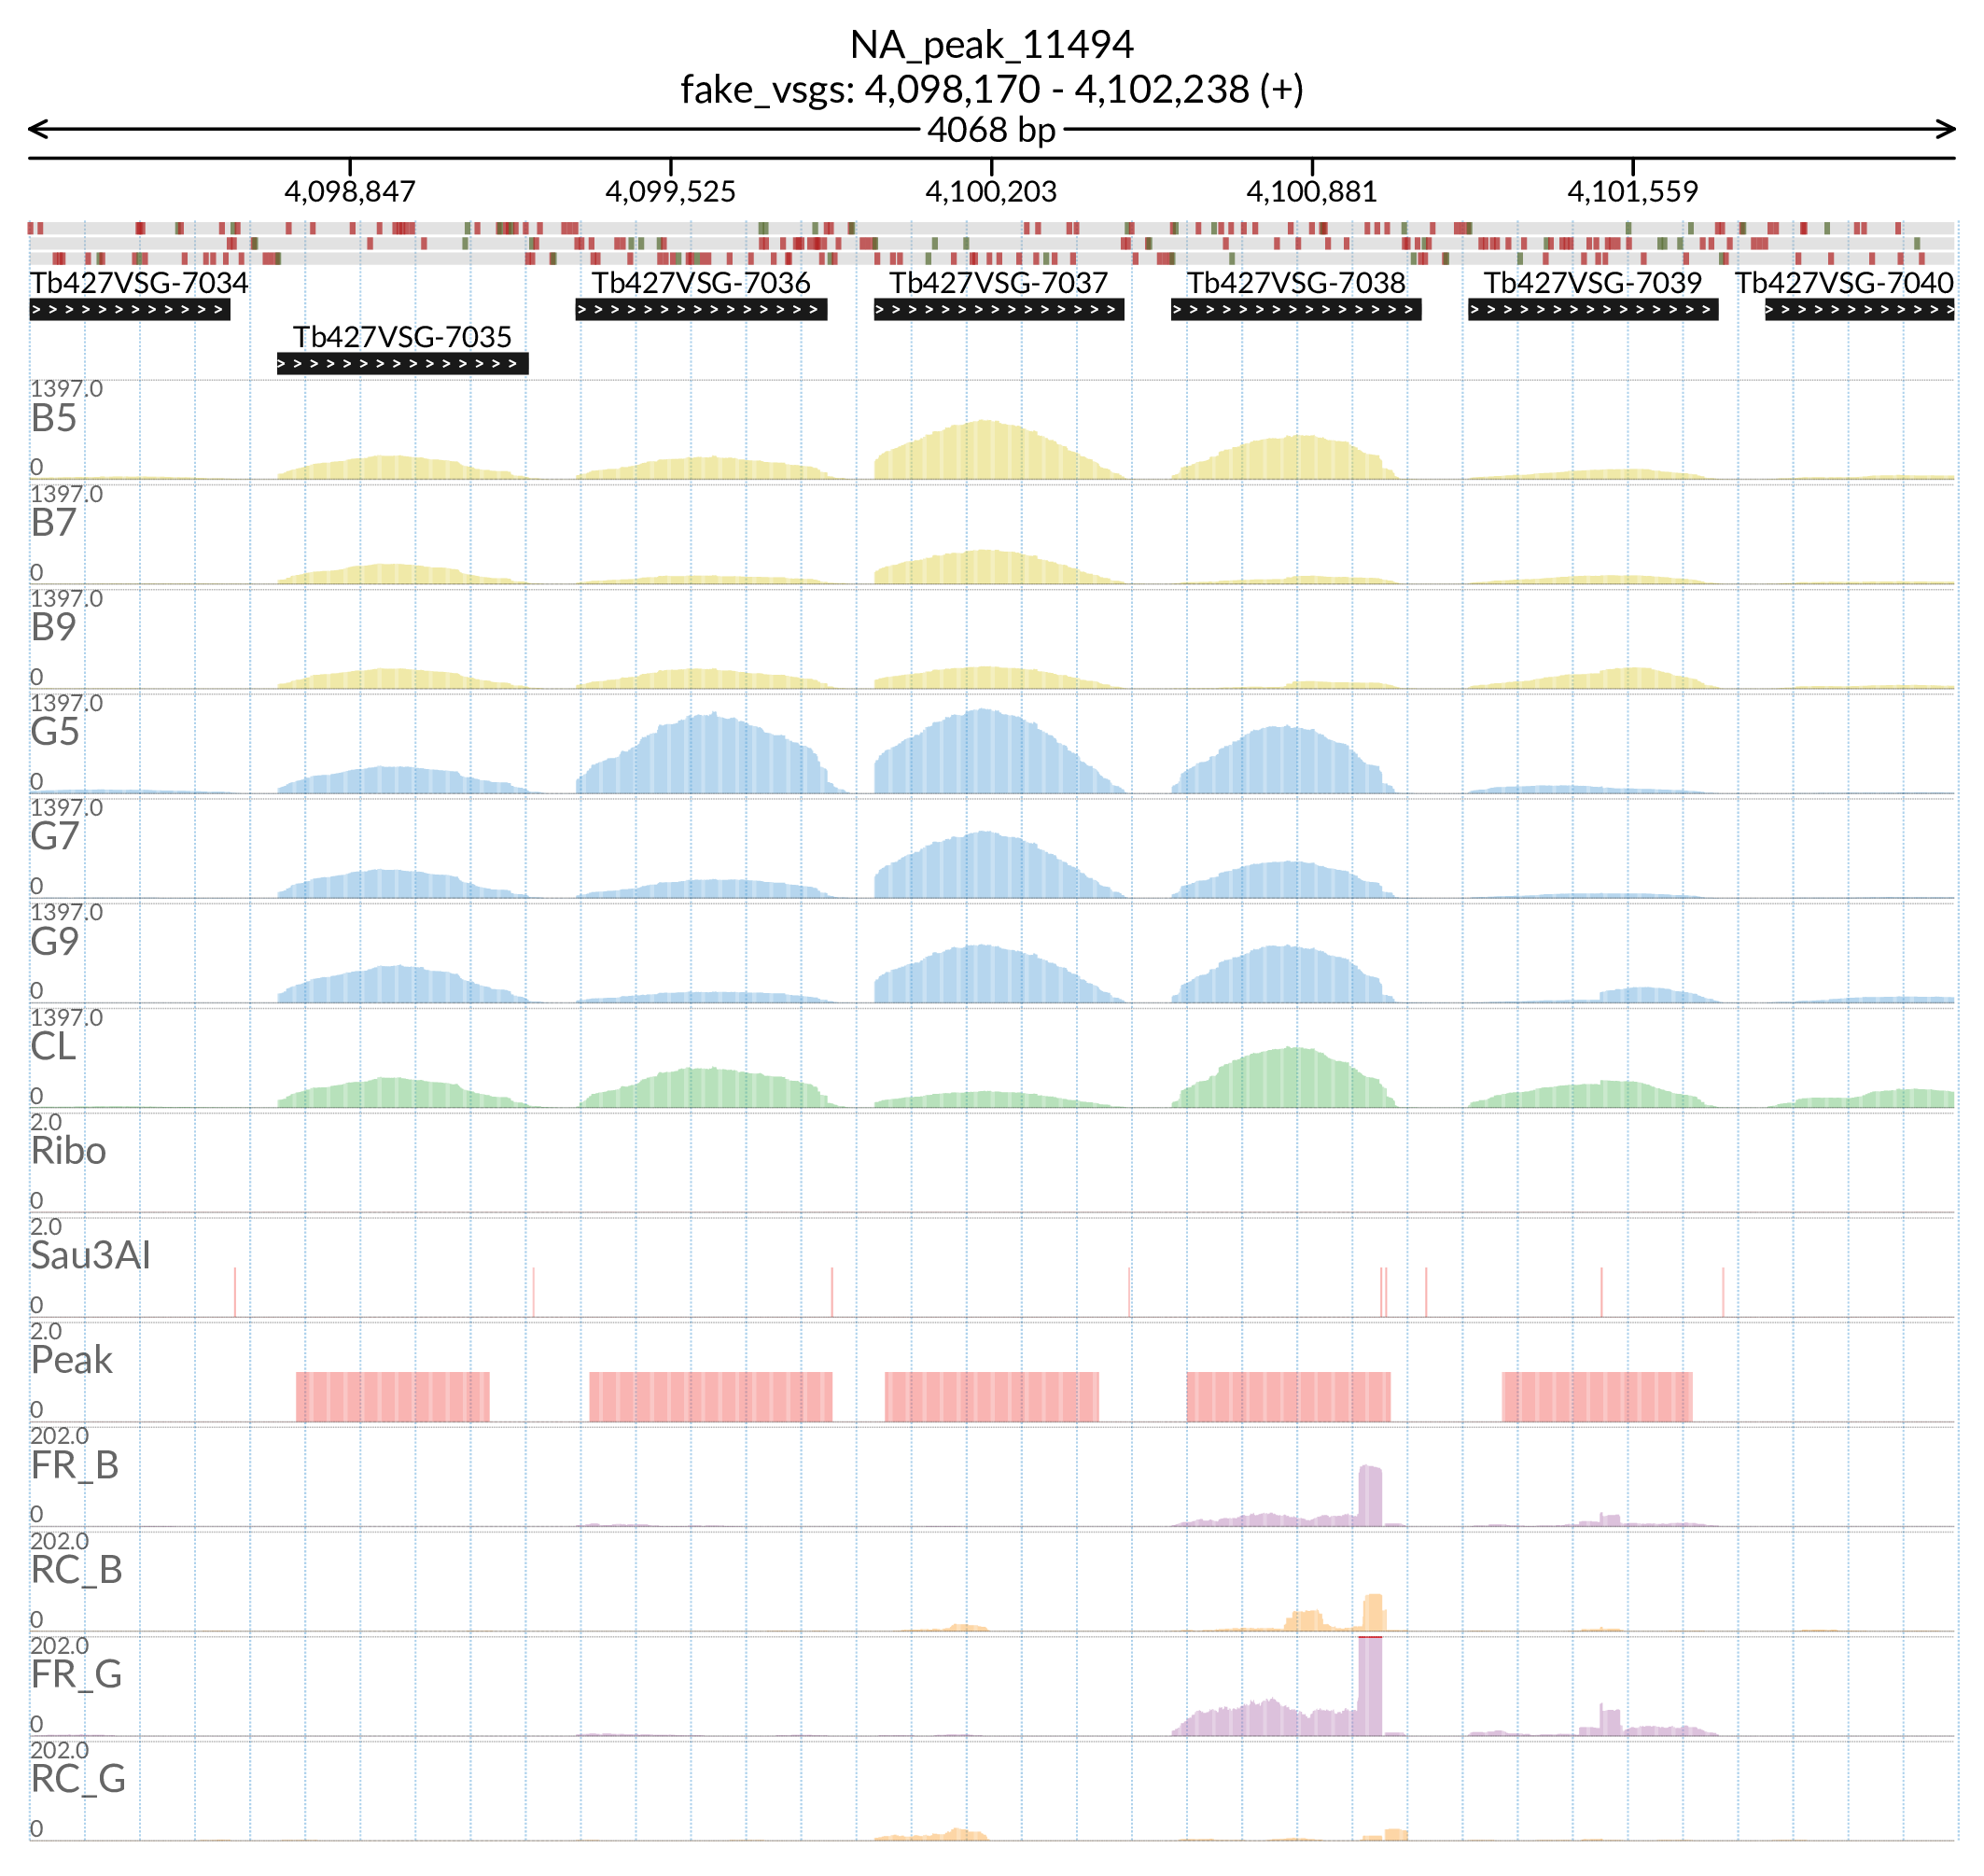 NA_peak_11494
fake_vsgs: 4,098,170 - 4,102,238 (+)
4068 bp
4,098,847 4,099,525 4,100,203 4,100,881 4,101,559
Tb427VSG-7034 Tb427VSG-7036 Tb427VSG-7037 Tb427VSG-7038 Tb427VSG-7039 Tb427VSG-7040
Tb427VSG-7035
1397.0
B5
0
1397.0
B7
0
1397.0
B9
0
1397.0
G5
0
1397.0
G7
0
1397.0
G9
0
1397.0
CL
0
2.0
Ribo
0
2.0
Sau3AI
0
2.0
Peak
0
202.0
FR_B
0
202.0
RC_B
0
202.0
FR_G
0
202.0
RC_G
0